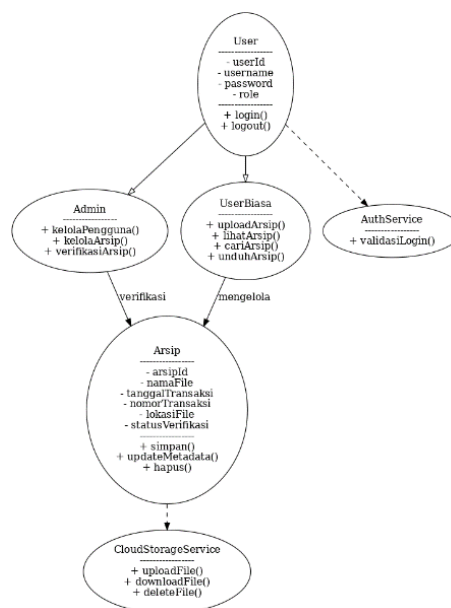 User
------------------
- userId
- username
- password
- role
------------------
+ login()
+ logout()
Admin
------------------
+ kelolaPengguna()
+ kelolaArsip()
+ verifikasiArsip()
UserBiasa
------------------
+ uploadArsip()
+ lihatArsip()
+ cariArsip()
+ unduhArsip()
AuthService
------------------
+ validasiLogin()
verifikasi
mengelola
Arsip
------------------
- arsipId
- namaFile
- tanggalTransaksi
- nomorTransaksi
- lokasiFile
- statusVerifikasi
------------------
+ simpan()
+ updateMetadata()
+ hapus()
CloudStorageService
------------------
+ uploadFile()
+ downloadFile()
+ deleteFile()